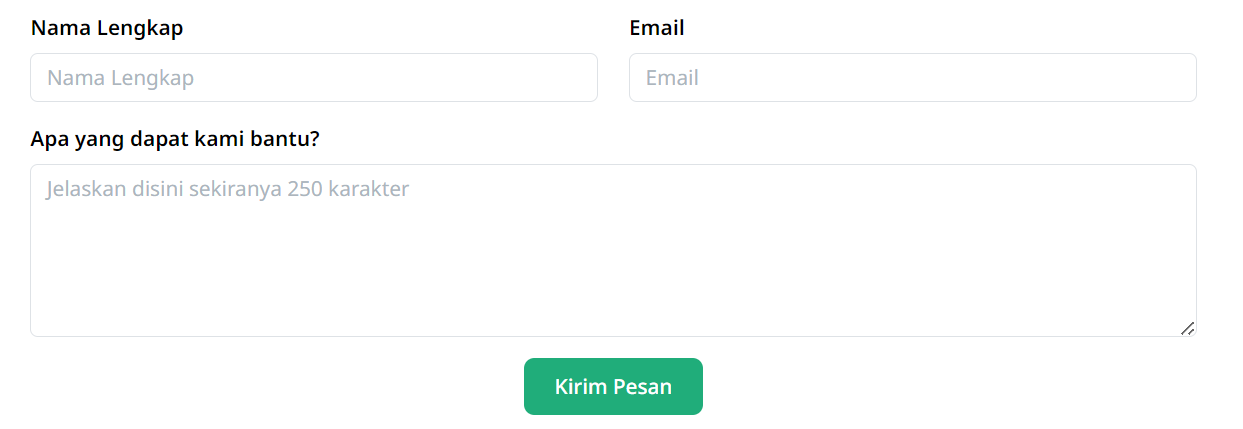 Nama Lengkap
Email
Nama Lengkap
Email
Apa yang dapat kami bantu?
Jelaskan disini sekiranya 250 karakter
Kirim Pesan